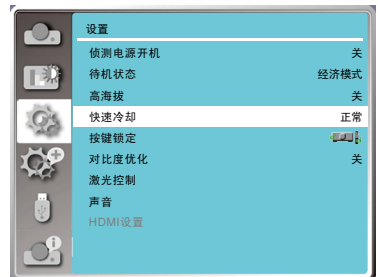 设置
侦测电源开机 关
待机状态 经济模式
高海拔 关
快速冷却 正常
按键锁定
对比度优化 关
激光控制
声音
HDMI设置